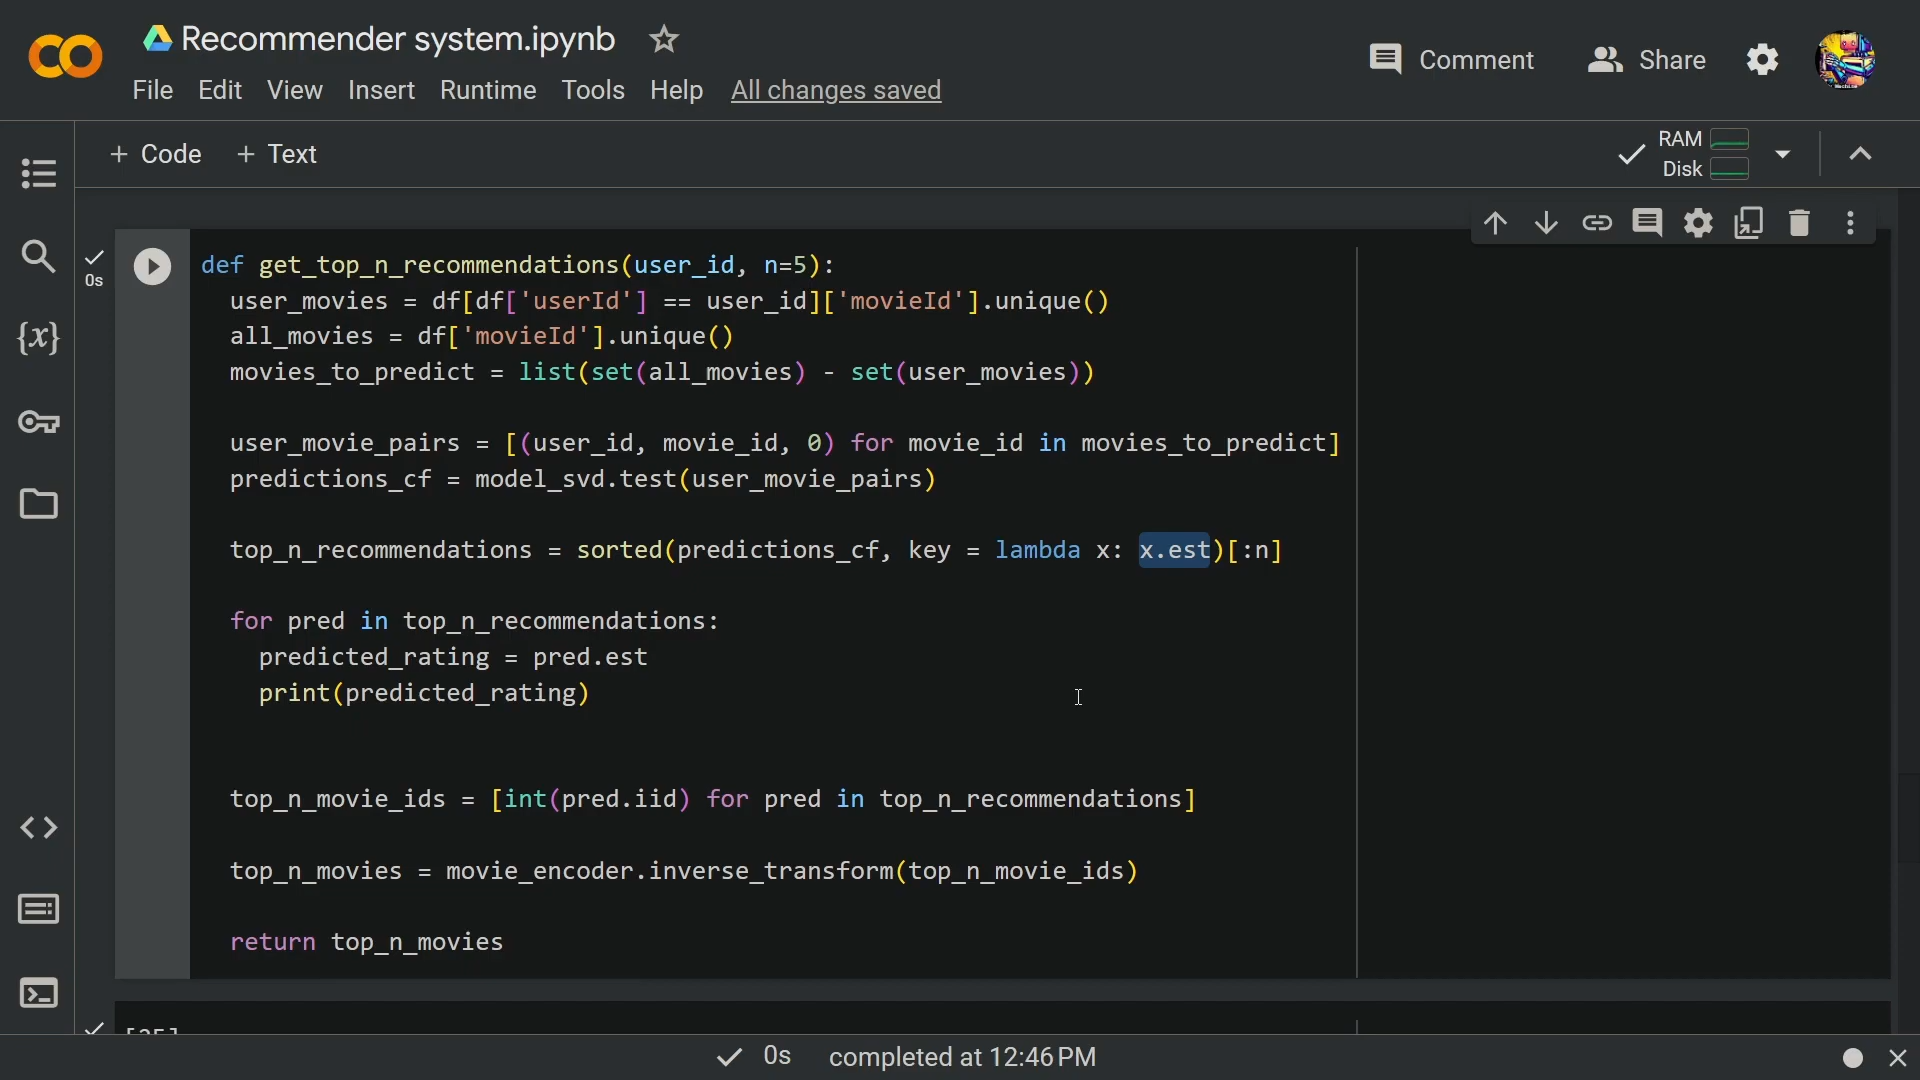 Recommender system.ipynb
Comment
Share
File Edit View Insert Runtime Tools Help All changes saved
+ Code + Text
RAM
Disk
0s
def get_top_n_recommendations(user_id, n=5):
  user_movies = df[df['userId'] == user_id]['movieId'].unique()
  all_movies = df['movieId'].unique()
  movies_to_predict = list(set(all_movies) - set(user_movies))
  user_movie_pairs = [(user_id, movie_id, 0) for movie_id in movies_to_predict]
  predictions_cf = model_svd.test(user_movie_pairs)
  top_n_recommendations = sorted(predictions_cf, key = lambda x: x.est)[:n]
  for pred in top_n_recommendations:
    predicted_rating = pred.est
    print(predicted_rating)
  top_n_movie_ids = [int(pred.iid) for pred in top_n_recommendations]
  top_n_movies = movie_encoder.inverse_transform(top_n_movie_ids)
  return top_n_movies
{x}
0s completed at 12:46 PM